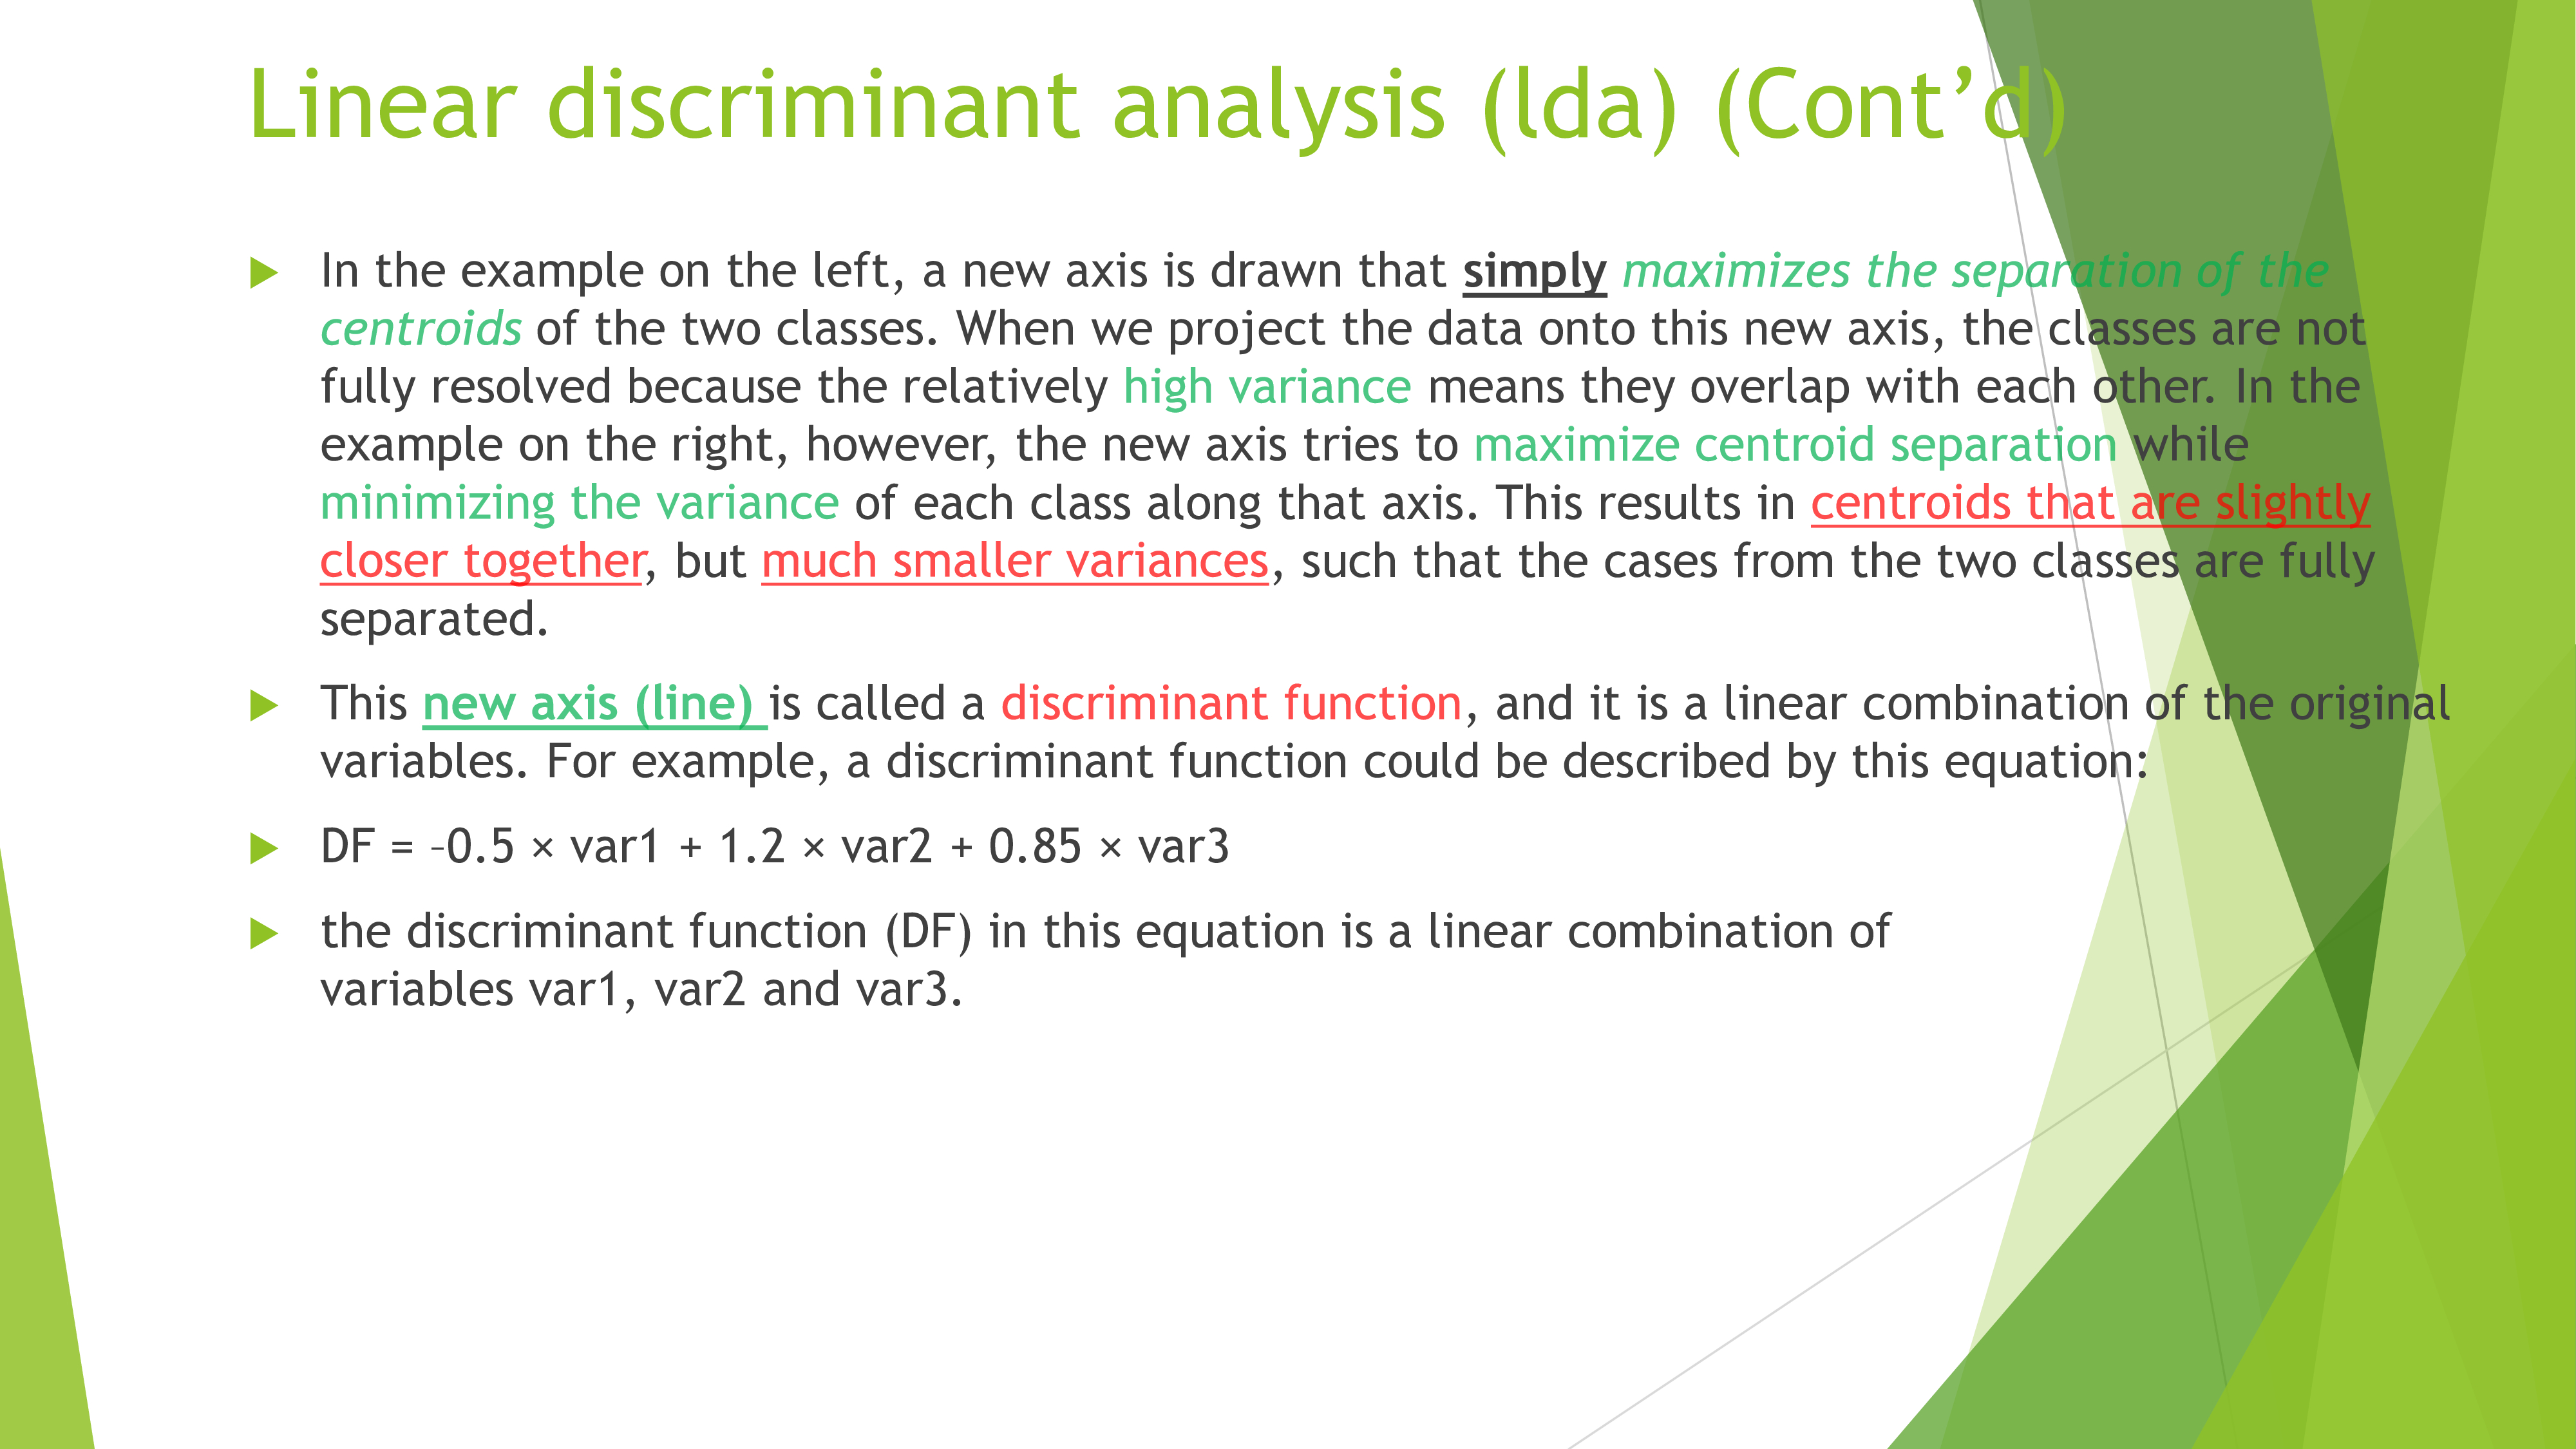 Linear discriminant analysis (lda) (Cont’d)
In the example on the left, a new axis is drawn that simply maximizes the separation of the
centroids of the two classes. When we project the data onto this new axis, the classes are not
fully resolved because the relatively high variance means they overlap with each other. In the
example on the right, however, the new axis tries to maximize centroid separation while
minimizing the variance of each class along that axis. This results in centroids that are slightly
closer together, but much smaller variances, such that the cases from the two classes are fully
separated.
This new axis (line) is called a discriminant function, and it is a linear combination of the original
variables. For example, a discriminant function could be described by this equation:
DF = –0.5 × var1 + 1.2 × var2 + 0.85 × var3
the discriminant function (DF) in this equation is a linear combination of
variables var1, var2 and var3.